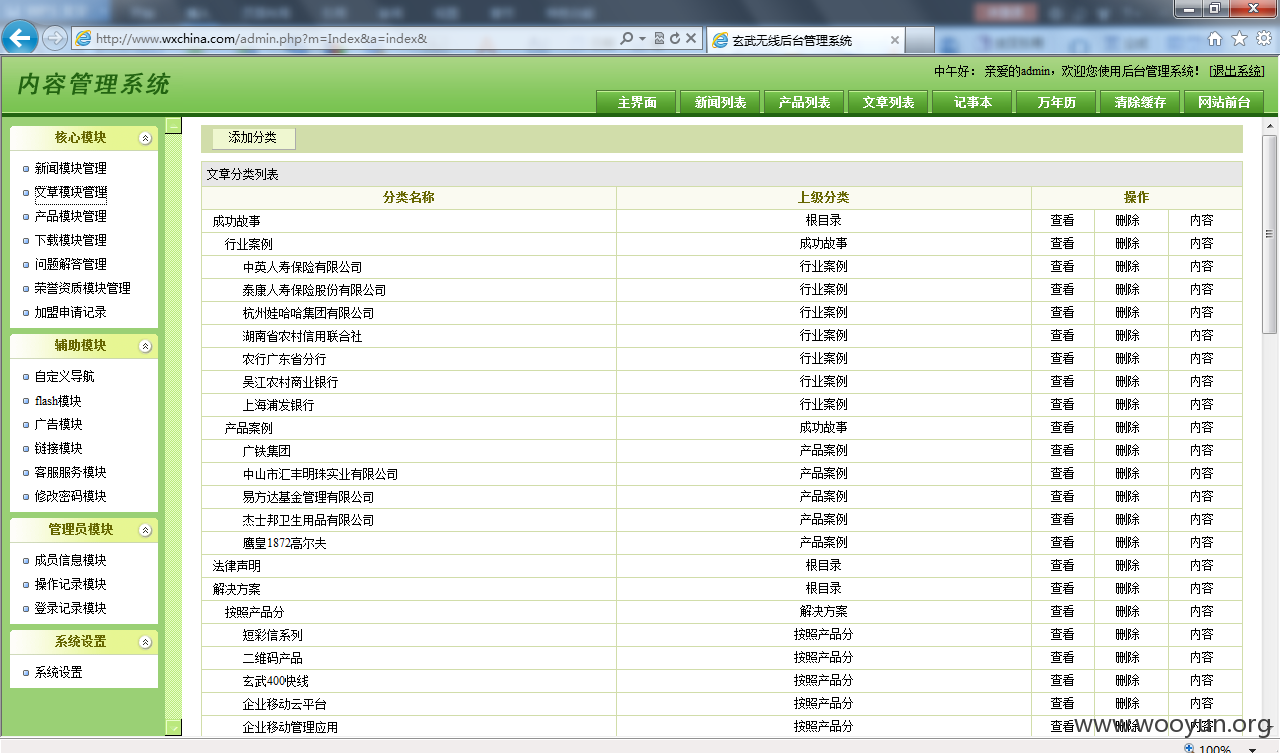 http://www.wxchina.com/admin.php?m=Index&a=index&
玄武无线后台管理系统
内容管理系统
中午好： 亲爱的admin，欢迎您使用后台管理系统！ [退出系统]
主界面 新闻列表 产品列表 文章列表 记事本 万年历 清除缓存 网站前台
核心模块
新闻模块管理
文章模块管理
产品模块管理
下载模块管理
问题解答管理
荣誉资质模块管理
加盟申请记录
辅助模块
自定义导航
flash模块
广告模块
链接模块
客服服务模块
修改密码模块
管理员模块
成员信息模块
操作记录模块
登录记录模块
系统设置
系统设置
添加分类
文章分类列表
分类名称 上级分类 操作
成功故事 根目录 查看 删除 内容
行业案例 成功故事 查看 删除 内容
中英人寿保险有限公司 行业案例 查看 删除 内容
泰康人寿保险股份有限公司 行业案例 查看 删除 内容
杭州娃哈哈集团有限公司 行业案例 查看 删除 内容
湖南省农村信用联合社 行业案例 查看 删除 内容
农行广东省分行 行业案例 查看 删除 内容
吴江农村商业银行 行业案例 查看 删除 内容
上海浦发银行 行业案例 查看 删除 内容
产品案例 成功故事 查看 删除 内容
广铁集团 产品案例 查看 删除 内容
中山市汇丰明珠实业有限公司 产品案例 查看 删除 内容
易方达基金管理有限公司 产品案例 查看 删除 内容
杰士邦卫生用品有限公司 产品案例 查看 删除 内容
鹰皇1872高尔夫 产品案例 查看 删除 内容
法律声明 根目录 查看 删除 内容
解决方案 根目录 查看 删除 内容
按照产品分 解决方案 查看 删除 内容
短彩信系列 按照产品分 查看 删除 内容
二维码产品 按照产品分 查看 删除 内容
玄武400快线 按照产品分 查看 删除 内容
企业移动云平台 按照产品分 查看 删除 内容
企业移动管理应用 按照产品分 查看 删除 内容
www.wooyun.org
100%